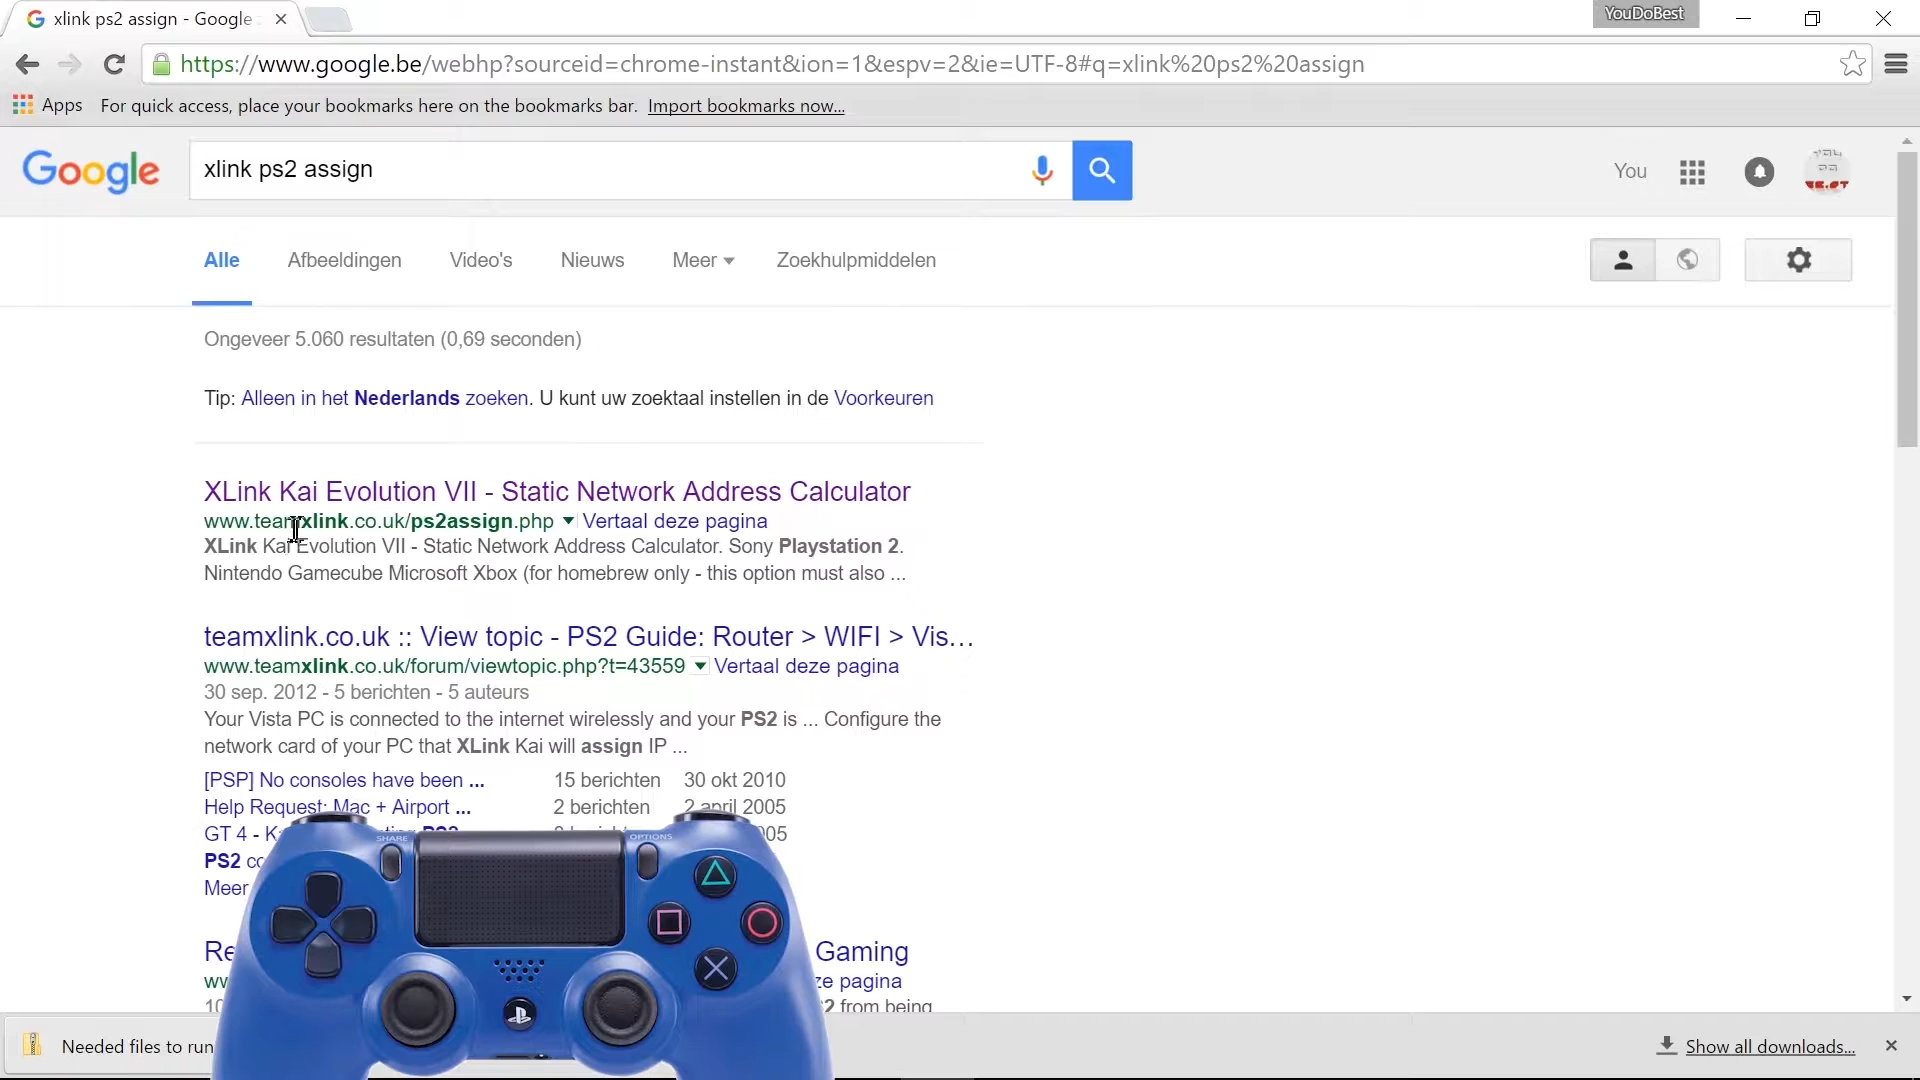 xlink ps2 assign - Google
YouDoBest
https://www.google.be/webhp?sourceid=chrome-instant&ion=1&espv=2&ie=UTF-8#q=xlink%20ps2%20assign
Apps For quick access, place your bookmarks here on the bookmarks bar. Import bookmarks now...
Google
xlink ps2 assign
You
Alle Afbeeldingen Video's Nieuws Meer Zoekhulpmiddelen
Ongeveer 5.060 resultaten (0,69 seconden)
Tip: Alleen in het Nederlands zoeken. U kunt uw zoektaal instellen in de Voorkeuren
XLink Kai Evolution VII - Static Network Address Calculator
www.teamxlink.co.uk/ps2assign.php Vertaal deze pagina
XLink Kai Evolution VII - Static Network Address Calculator. Sony Playstation 2.
Nintendo Gamecube Microsoft Xbox (for homebrew only - this option must also ...
teamxlink.co.uk :: View topic - PS2 Guide: Router > WIFI > Vis...
www.teamxlink.co.uk/forum/viewtopic.php?t=43559 Vertaal deze pagina
30 sep. 2012 - 5 berichten - 5 auteurs
Your Vista PC is connected to the internet wirelessly and your PS2 is ... Configure the
network card of your PC that XLink Kai will assign IP ...
[PSP] No consoles have been ... 15 berichten 30 okt 2010
Help Request: Mac + Airport ... 2 berichten 2 april 2005
GT 4 - K
PS2
Meer
SHARE OPTIONS
Gaming
pagina
from being
Needed files to run
Show all downloads...